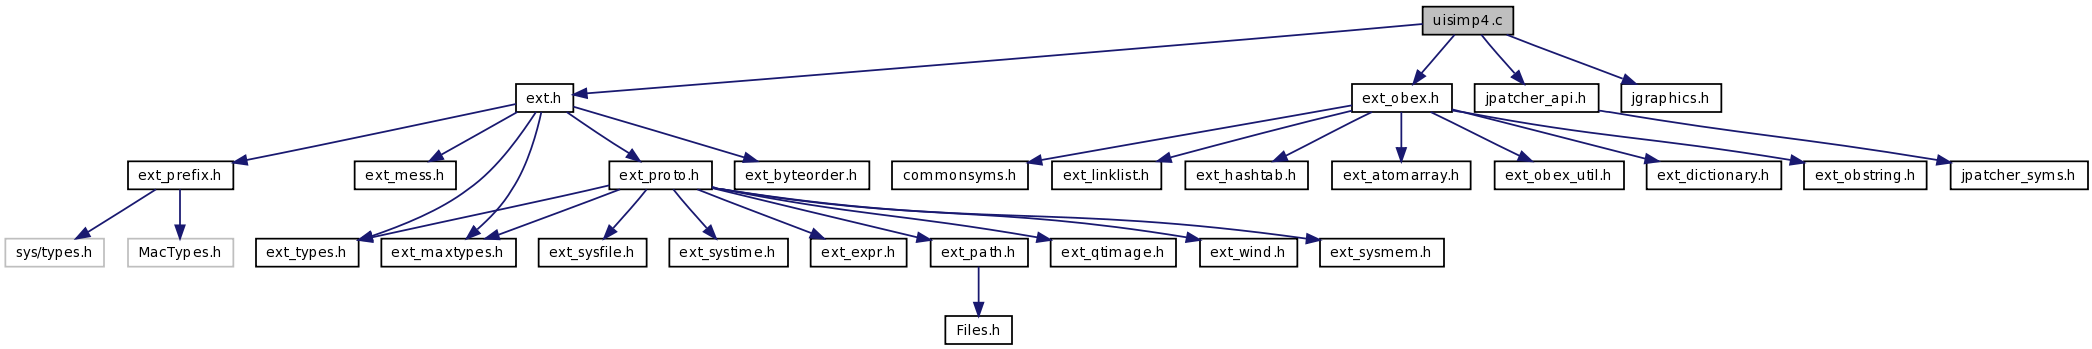 uisimp4.c
ext.h
ext_obex.h
jpatcher_api.h
jgraphics.h
ext_prefix.h
ext_mess.h
ext_proto.h
ext_byteorder.h
commonsyms.h
ext_linklist.h
ext_hashtab.h
ext_atomarray.h
ext_obex_util.h
ext_dictionary.h
ext_obstring.h
jpatcher_syms.h
sys/types.h
MacTypes.h
ext_types.h
ext_maxtypes.h
ext_sysfile.h
ext_systime.h
ext_expr.h
ext_path.h
ext_qtimage.h
ext_wind.h
ext_sysmem.h
Files.h